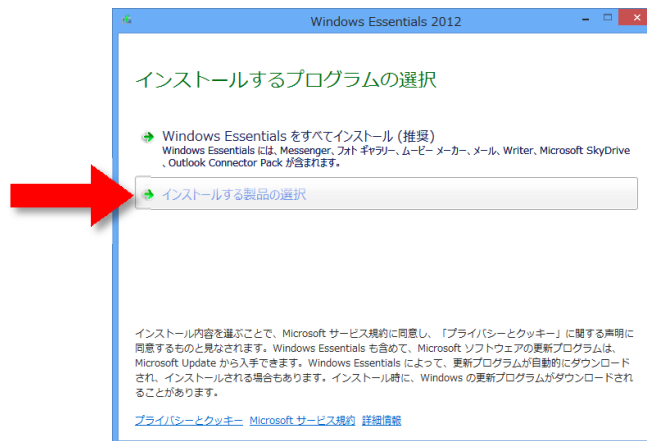 Windows Essentials 2012
インストールするプログラムの選択
Windows Essentials をすべてインストール (推奨)
Windows Essentials には、Messenger、フォト ギャラリー、ムービー メーカー、メール、Writer、Microsoft SkyDrive
、Outlook Connector Pack が含まれます。
インストールする製品の選択
インストール内容を選ぶことで、Microsoft サービス規約に同意し、「プライバシーとクッキー」に関する声明に
同意するものと見なされます。Windows Essentials も含めて、Microsoft ソフトウェアの更新プログラムは、
Microsoft Update から入手できます。Windows Essentials によって、更新プログラムが自動的にダウンロード
され、インストールされる場合もあります。インストール時に、Windows の更新プログラムがダウンロードされ
ることがあります。
プライバシーとクッキー Microsoft サービス規約 詳細情報